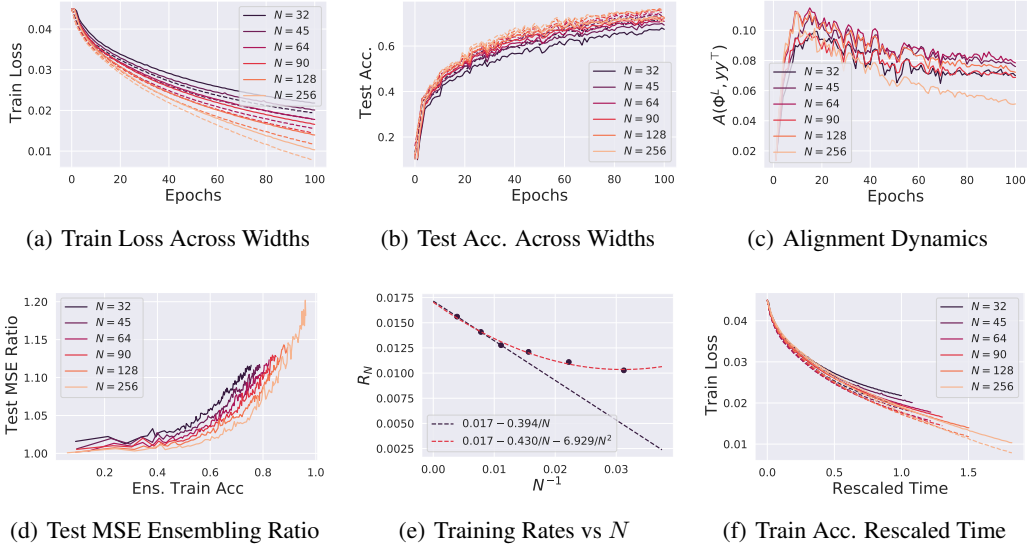 Train Loss
0.04
0.03
0.02
0.01
0
20
40
60
80
100
Epochs
N = 32
N = 45
N = 64
N = 90
N = 128
N = 256
(a) Train Loss Across Widths
Test Acc.
0.6
0.4
0.2
0
20
40
60
80
100
Epochs
N = 32
N = 45
N = 64
N = 90
N = 128
N = 256
(b) Test Acc. Across Widths
A(Φ^L, yy^⊤)
0.10
0.08
0.06
0.04
0.02
0
20
40
60
80
100
Epochs
N = 32
N = 45
N = 64
N = 90
N = 128
N = 256
(c) Alignment Dynamics
Test MSE Ratio
1.20
1.15
1.10
1.05
1.00
0.2
0.4
0.6
0.8
1.0
Ens. Train Acc
N = 32
N = 45
N = 64
N = 90
N = 128
N = 256
(d) Test MSE Ensembling Ratio
R_N
0.0175
0.0150
0.0125
0.0100
0.0075
0.0050
0.0025
0.00
0.01
0.02
0.03
N^{-1}
0.017 − 0.394/N
0.017 − 0.430/N − 6.929/N²
(e) Training Rates vs N
Train Loss
0.04
0.03
0.02
0.01
0.0
0.5
1.0
1.5
Rescaled Time
N = 32
N = 45
N = 64
N = 90
N = 128
N = 256
(f) Train Acc. Rescaled Time